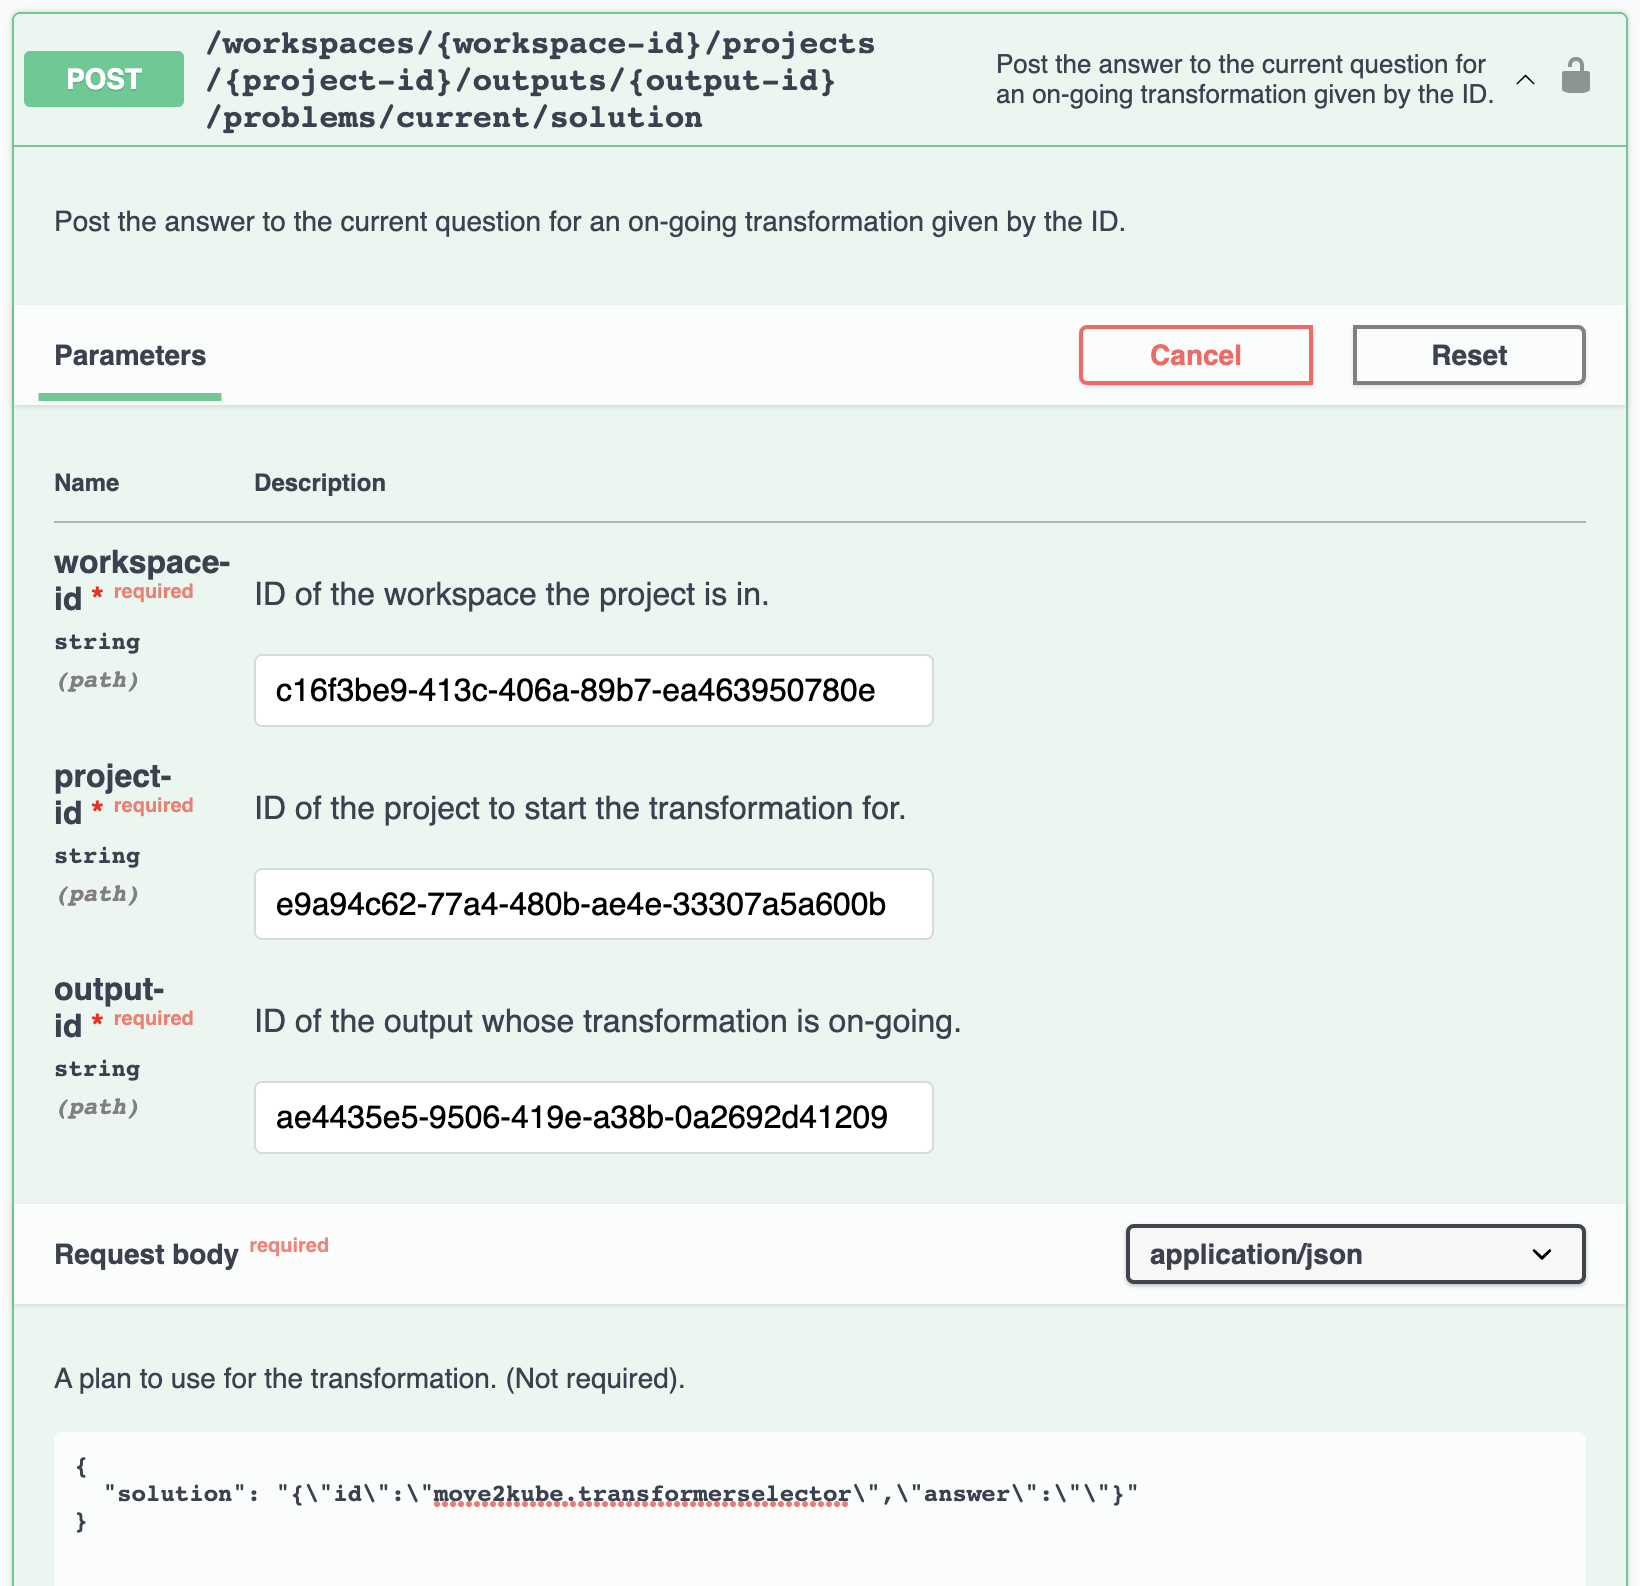 POST
/workspaces/{workspace-id}/projects
/{project-id}/outputs/{output-id}
/problems/current/solution
Post the answer to the current question for
an on-going transformation given by the ID.
Post the answer to the current question for an on-going transformation given by the ID.
Parameters
Cancel
Reset
Name
Description
workspace-
id * required
string
(path)
ID of the workspace the project is in.
c16f3be9-413c-406a-89b7-ea463950780e
project-
id * required
string
(path)
ID of the project to start the transformation for.
e9a94c62-77a4-480b-ae4e-33307a5a600b
output-
id * required
string
(path)
ID of the output whose transformation is on-going.
ae4435e5-9506-419e-a38b-0a2692d41209
Request body required
application/json
A plan to use for the transformation. (Not required).
{
"solution": "{\"id\":\"move2kube.transformerselector\",\"answer\":\"\"}"
}